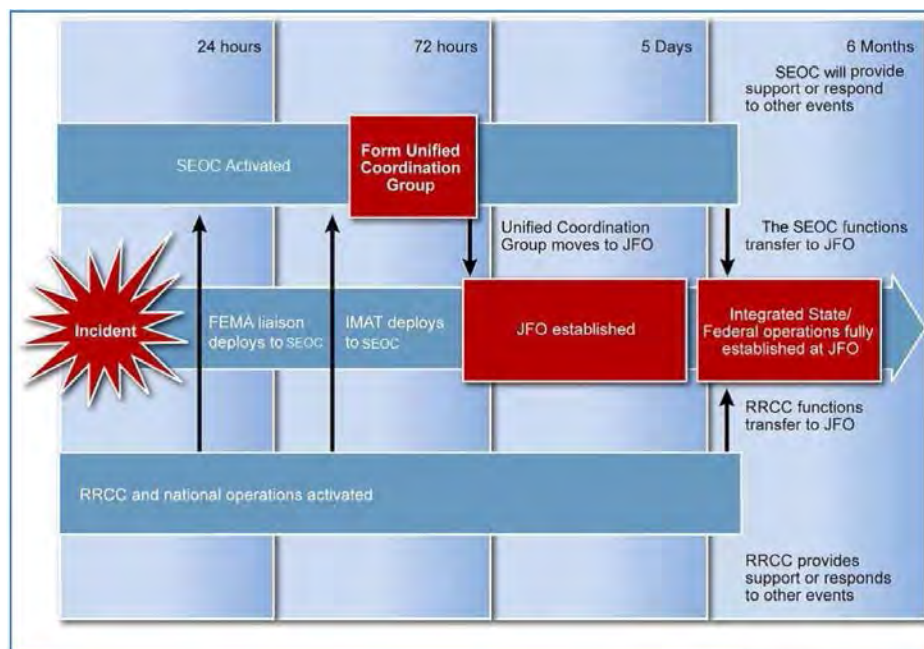 24 hours
72 hours
5 Days
6 Months
SEOC will provide
support or respond
to other events
SEOC Activated
Form Unified
Coordination
Group
Unified Coordination
Group moves to JFO
The SEOC functions
transfer to JFO
Incident
FEMA liaison
deploys to SEOC
IMAT deploys
to SEOC
JFO established
Integrated State/
Federal operations fully
established at JFO
RRCC functions
transfer to JFO
RRCC and national operations activated
RRCC provides
support or responds
to other events